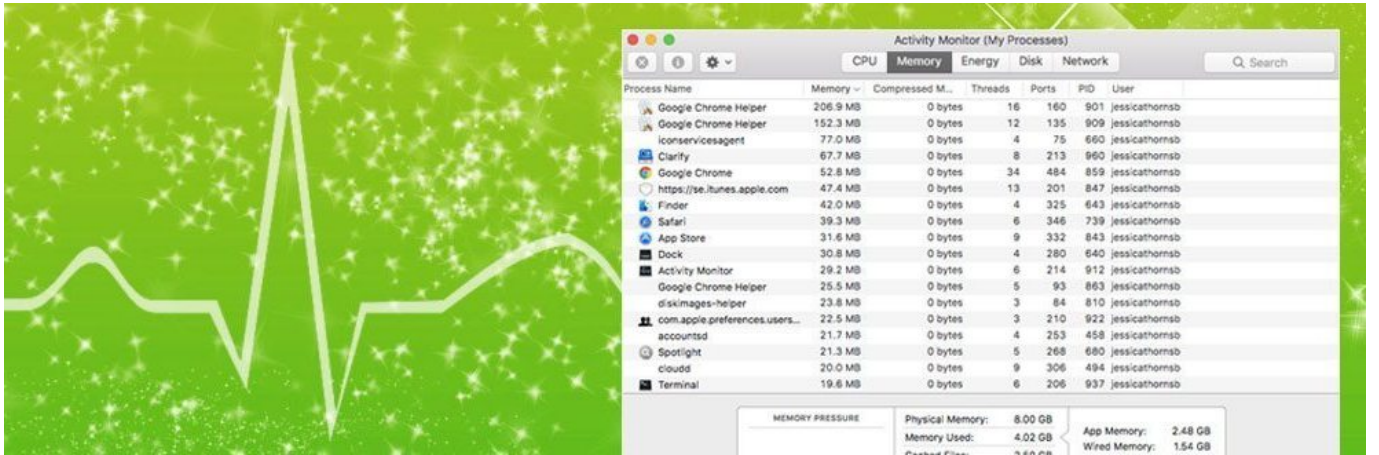 Activity Monitor (My Processes)
CPU Memory Energy Disk Network Search
Process Name Memory Compressed M... Threads Ports PID User
Google Chrome Helper 206.9 MB 0 bytes 16 160 901 jessicathornsb
Google Chrome Helper 152.3 MB 0 bytes 12 135 909 jessicathornsb
iconservicesagent 77.0 MB 0 bytes 4 75 660 jessicathornsb
Clarify 67.7 MB 0 bytes 8 213 960 jessicathornsb
Google Chrome 52.8 MB 0 bytes 34 484 859 jessicathornsb
https://se.itunes.apple.com 47.4 MB 0 bytes 13 201 847 jessicathornsb
Finder 42.0 MB 0 bytes 4 325 643 jessicathornsb
Safari 39.3 MB 0 bytes 6 346 739 jessicathornsb
App Store 31.6 MB 0 bytes 9 332 843 jessicathornsb
Dock 30.8 MB 0 bytes 4 280 640 jessicathornsb
Activity Monitor 29.2 MB 0 bytes 6 214 912 jessicathornsb
Google Chrome Helper 25.5 MB 0 bytes 5 93 863 jessicathornsb
diskimages-helper 23.8 MB 0 bytes 3 84 810 jessicathornsb
com.apple.preferences.users... 22.5 MB 0 bytes 3 210 922 jessicathornsb
accountsd 21.7 MB 0 bytes 4 253 458 jessicathornsb
Spotlight 21.3 MB 0 bytes 5 268 680 jessicathornsb
cloudd 20.0 MB 0 bytes 9 306 494 jessicathornsb
Terminal 19.6 MB 0 bytes 6 206 937 jessicathornsb
MEMORY PRESSURE Physical Memory: 8.00 GB
App Memory: 2.48 GB
Memory Used: 4.02 GB
Wired Memory: 1.54 GB